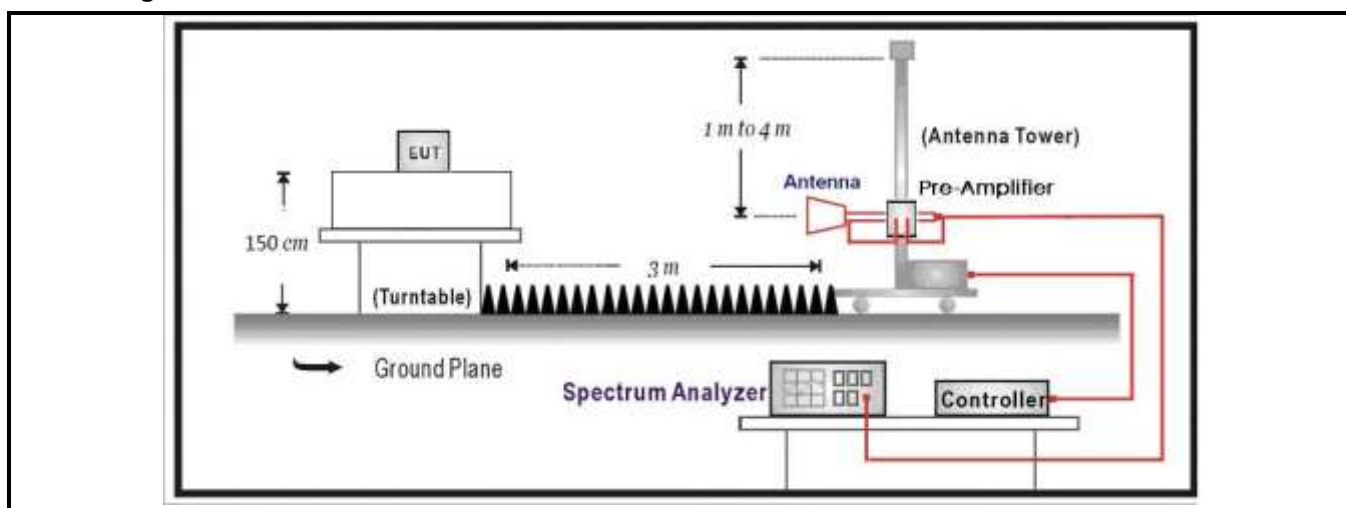 1 m to 4 m
(Antenna Tower)
EUT
Antenna
Pre-Amplifier
150 cm
3 m
(Turntable)
Ground Plane
Spectrum Analyzer
Controller